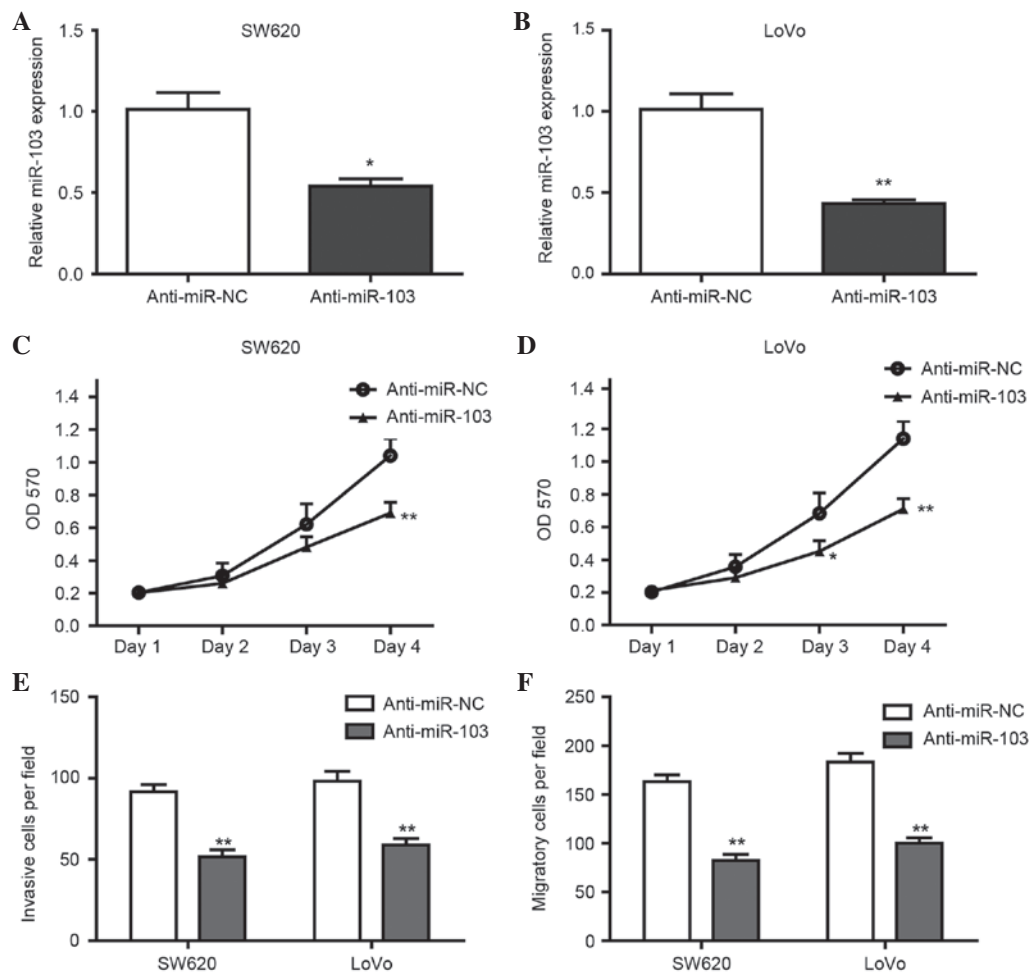 A
SW620
Relative miR-103 expression
1.5
1.0
0.5
0.0
*
Anti-miR-NC
Anti-miR-103
B
LoVo
Relative miR-103 expression
1.5
1.0
0.5
0.0
**
Anti-miR-NC
Anti-miR-103
C
SW620
Anti-miR-NC
Anti-miR-103
OD 570
1.4
1.2
1.0
0.8
0.6
0.4
0.2
0.0
**
Day 1
Day 2
Day 3
Day 4
D
LoVo
Anti-miR-NC
Anti-miR-103
OD 570
1.4
1.2
1.0
0.8
0.6
0.4
0.2
0.0
*
**
Day 1
Day 2
Day 3
Day 4
E
Anti-miR-NC
Anti-miR-103
Invasive cells per field
150
100
50
0
**
**
SW620
LoVo
F
Anti-miR-NC
Anti-miR-103
Migratory cells per field
250
200
150
100
50
0
**
**
SW620
LoVo